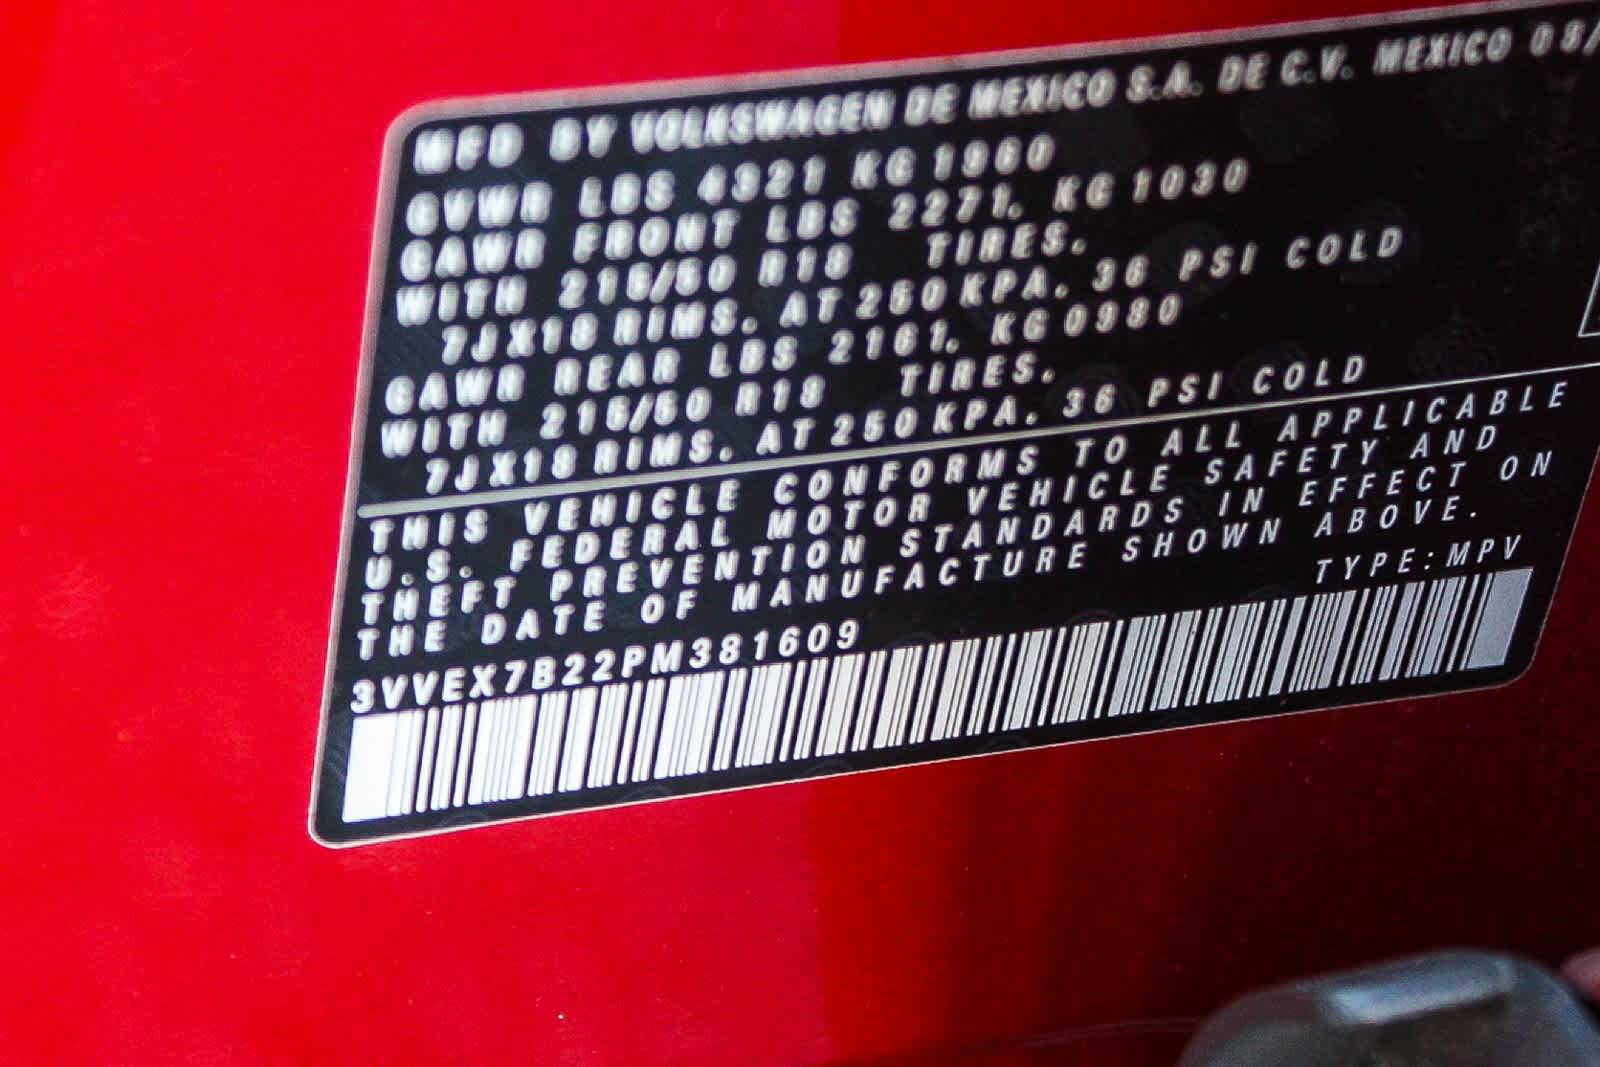 MFD BY VOLKSWAGEN DE MEXICO S.A. DE C.V. MEXICO 08/
GVWR LBS 4321 KG 1960
GAWR FRONT LBS 2271. KG 1030
WITH 215/50 R18 TIRES.
7JX18 RIMS. AT 250 KPA. 36 PSI COLD
GAWR REAR LBS 2161. KG 0980
WITH 215/50 R18 TIRES.
7JX18 RIMS. AT 250 KPA. 36 PSI COLD
THIS VEHICLE CONFORMS TO ALL APPLICABLE
U.S. FEDERAL MOTOR VEHICLE SAFETY AND
THEFT PREVENTION STANDARDS IN EFFECT ON
THE DATE OF MANUFACTURE SHOWN ABOVE.
TYPE:MPV
3VVEX7B22PM381609